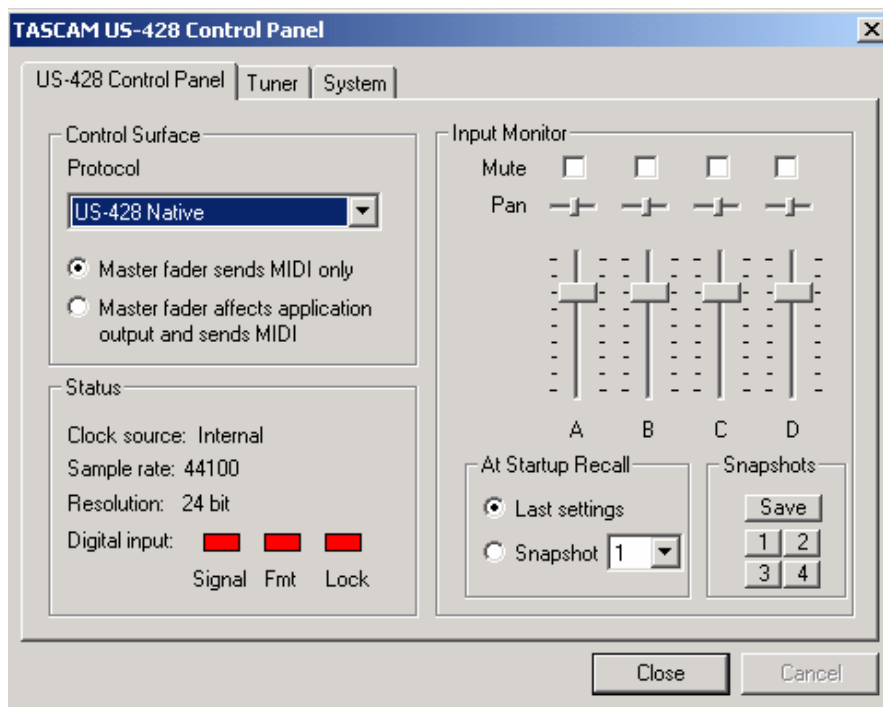 TASCAM US-428 Control Panel
US-428 Control Panel
Tuner
System
Control Surface
Protocol
US-428 Native
Master fader sends MIDI only
Master fader affects application
output and sends MIDI
Status
Clock source: Internal
Sample rate: 44100
Resolution: 24 bit
Digital input:
Signal Fmt Lock
Input Monitor
Mute
Pan
A B C D
At Startup Recall
Last settings
Snapshot 1
Snapshots
Save
1 2
3 4
Close
Cancel